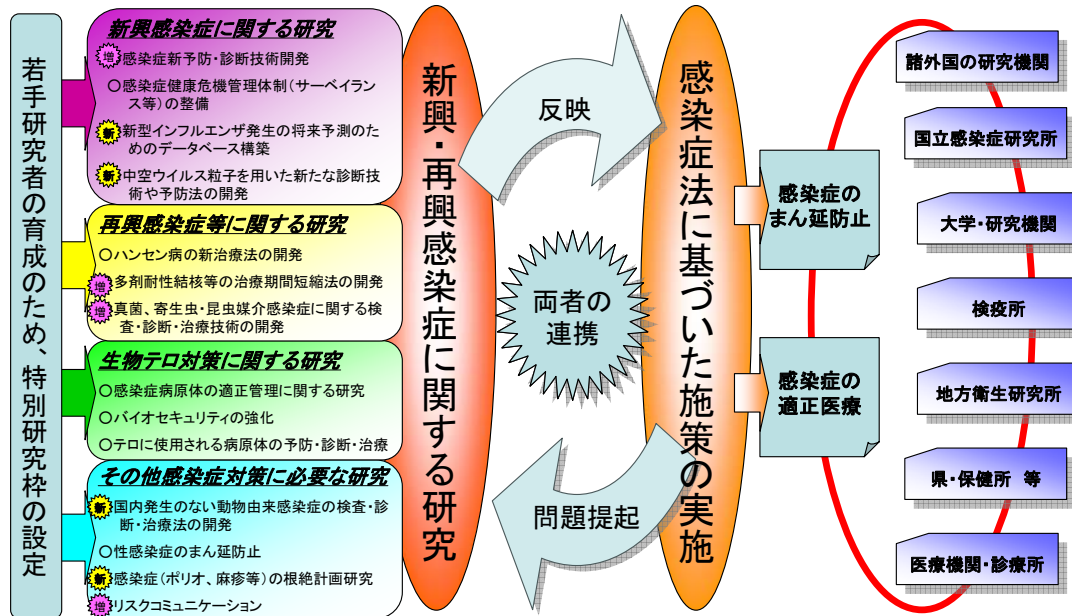 若手研究者の育成のため、特別研究枠の設定
新興感染症に関する研究
増 感染症新予防・診断技術開発
○感染症健康危機管理体制(サーベイラン
ス等)の整備
新 新型インフルエンザ発生の将来予測のた
めのデータベース構築
新 中空ウイルス粒子を用いた新たな診断技
術や予防法の開発
再興感染症等に関する研究
○ハンセン病の新治療法の開発
増 多剤耐性結核等の治療期間短縮法の開発
増 真菌、寄生虫・昆虫媒介感染症に関する検
査・診断・治療技術の開発
生物テロ対策に関する研究
○感染症病原体の適正管理に関する研究
○バイオセキュリティの強化
○テロに使用される病原体の予防・診断・治療
その他感染症対策に必要な研究
新 国内発生のない動物由来感染症の検査・診
断・治療法の開発
○性感染症のまん延防止
新 感染症(ポリオ、麻疹等)の根絶計画研究
増 リスクコミュニケーション
新興・再興感染症に関する研究
反映
両者の
連携
問題提起
感染症法に基づいた施策の実施
感染症の
まん延防止
感染症の
適正医療
諸外国の研究機関
国立感染症研究所
大学・研究機関
検疫所
地方衛生研究所
県・保健所 等
医療機関・診療所